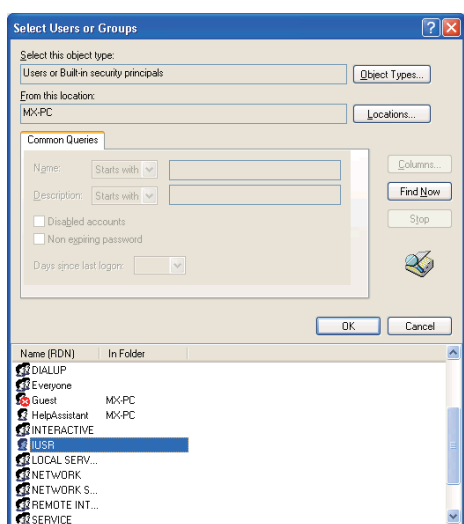 Select Users or Groups
Select this object type:
Users or Built-in security principals
Object Types...
From this location:
MX-PC
Locations...
Common Queries
Name:
Starts with
Columns...
Description:
Starts with
Find Now
Disabled accounts
Stop
Non expiring password
Days since last logon:
OK
Cancel
Name (RDN) In Folder
DIALUP
Everyone
Guest MX-PC
HelpAssistant MX-PC
INTERACTIVE
IUSR
LOCAL SERV...
NETWORK
NETWORK S...
REMOTE INT...
SERVICE